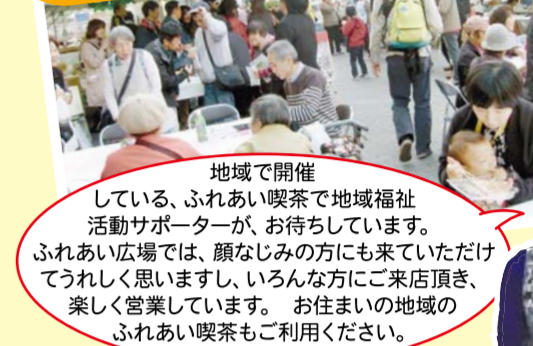 地域で開催
している、ふれあい喫茶で地域福祉
活動サポーターが、お待ちしています。
ふれあい広場では、顔なじみの方にも来ていただけ
てうれしく思いますし、いろんな方にご来店頂き、
楽しく営業しています。　お住まいの地域の
ふれあい喫茶もご利用ください。